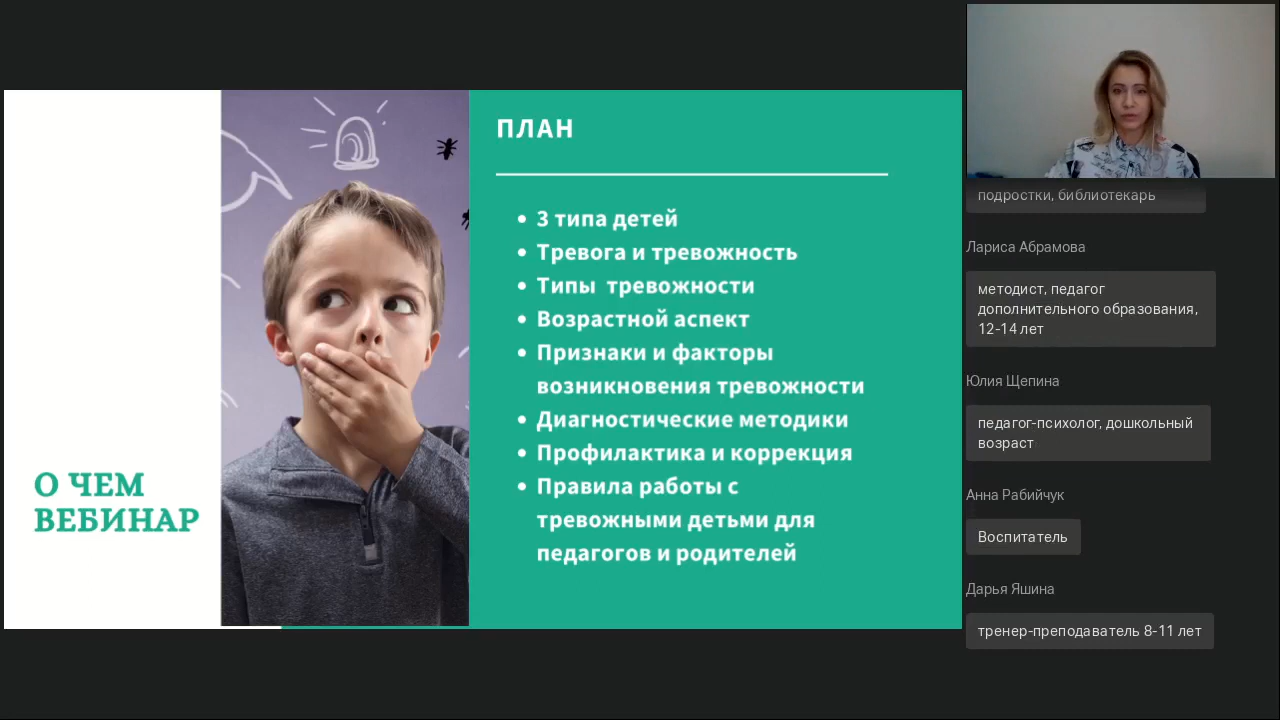 О ЧЕМ
ВЕБИНАР
ПЛАН
3 типа детей
Тревога и тревожность
Типы тревожности
Возрастной аспект
Признаки и факторы
возникновения тревожности
Диагностические методики
Профилактика и коррекция
Правила работы с
тревожными детьми для
педагогов и родителей
подростки, библиотекарь
Лариса Абрамова
методист, педагог
дополнительного образования,
12-14 лет
Юлия Щепина
педагог-психолог, дошкольный
возраст
Анна Рабийчук
Воспитатель
Дарья Яшина
тренер-преподаватель 8-11 лет